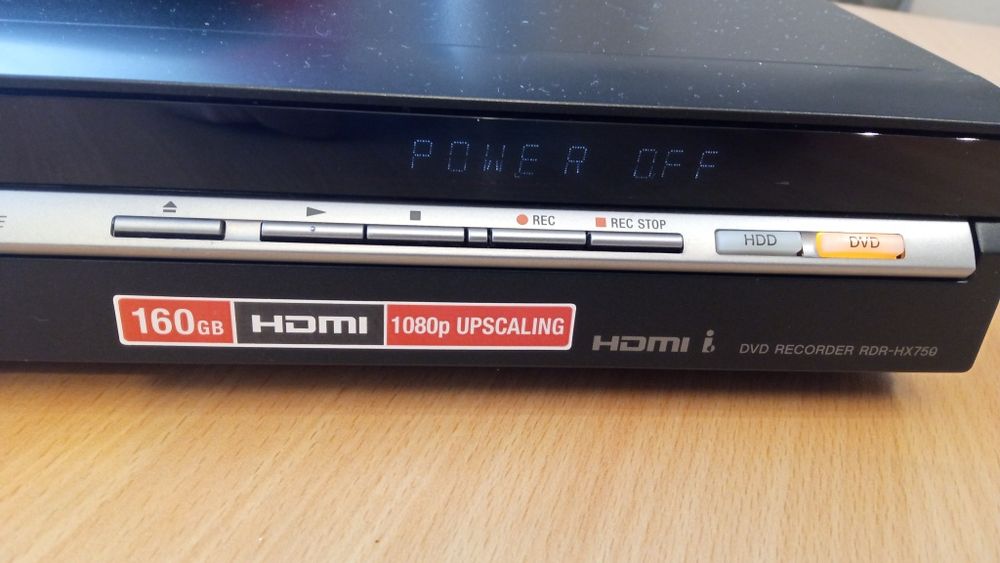 POWER OFF
REC
REC STOP
HDD
DVD
160GB HDMI 1080p UPSCALING
HDMI i DVD RECORDER RDR-HX750